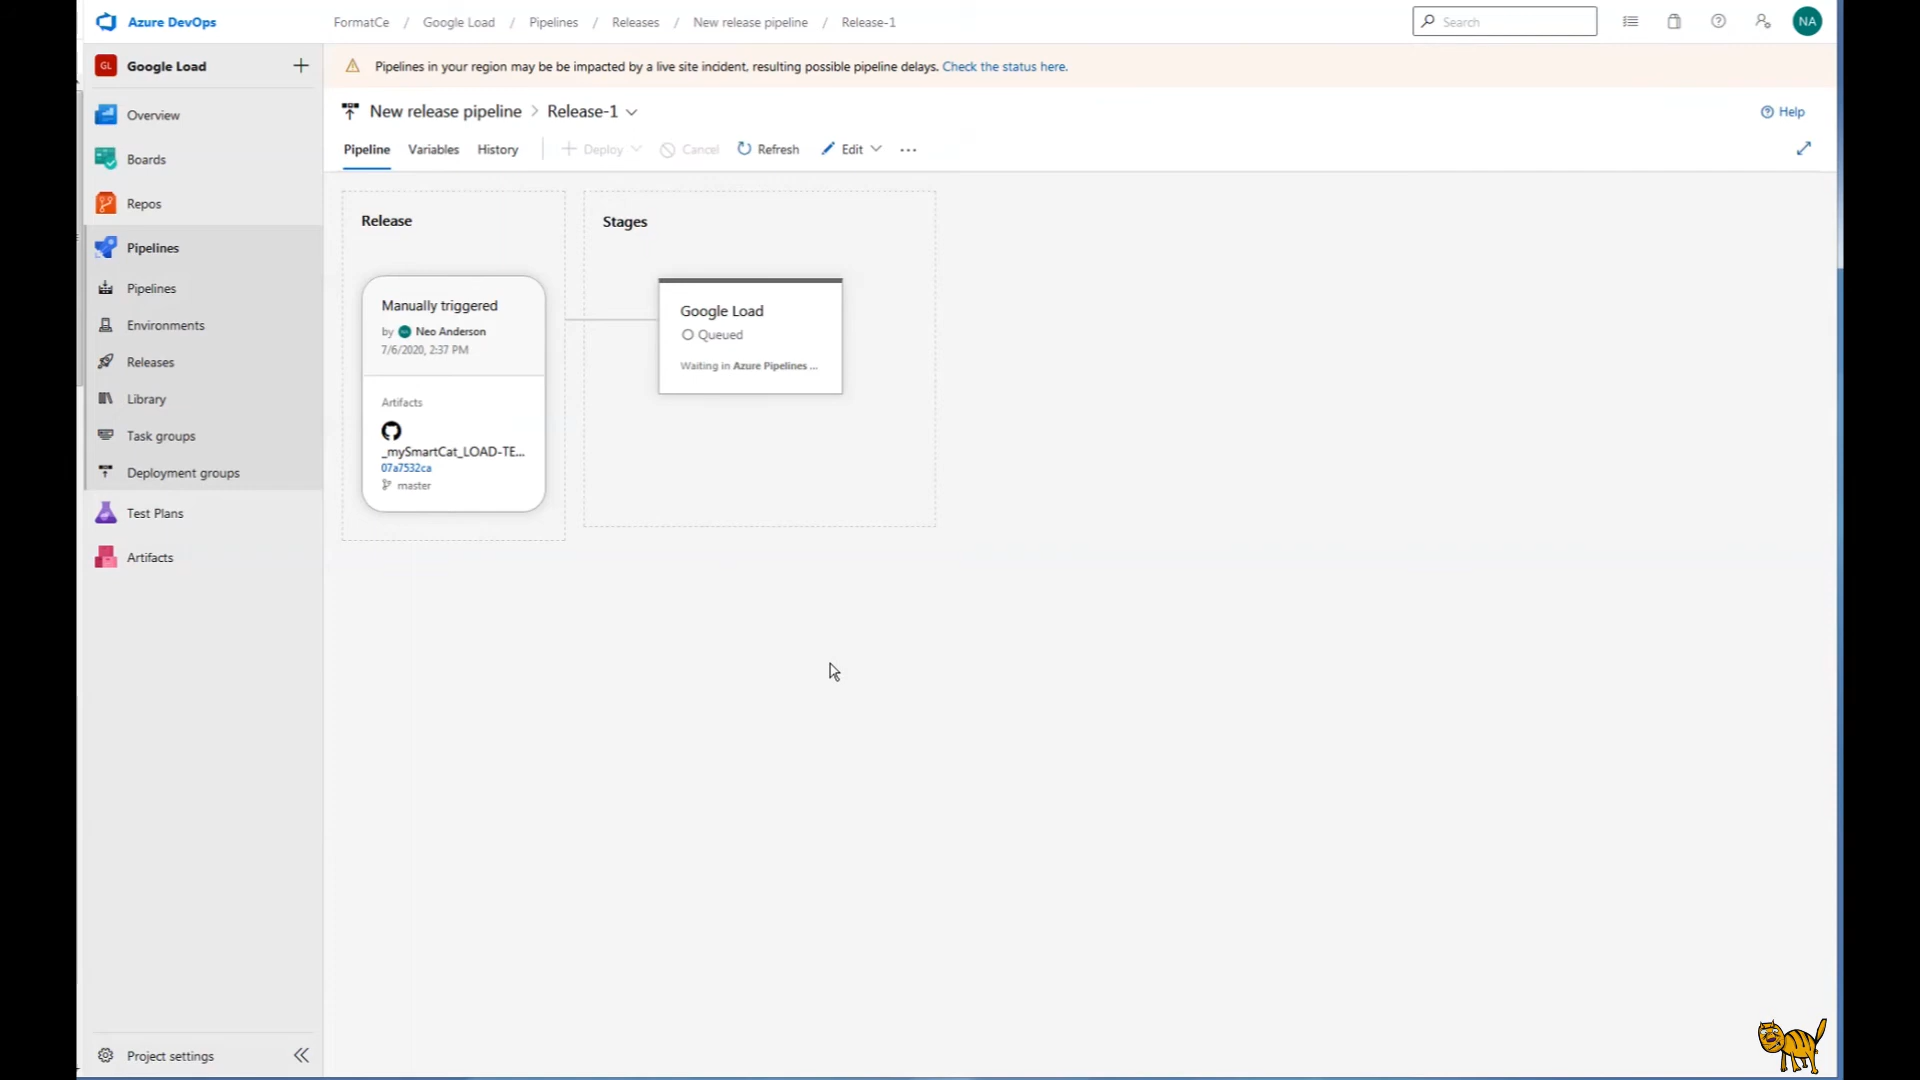 Azure DevOps
FormatCe / Google Load / Pipelines / Releases / New release pipeline / Release-1
Search
NA
GL Google Load
Pipelines in your region may be be impacted by a live site incident, resulting possible pipeline delays. Check the status here.
New release pipeline > Release-1
Help
Pipeline Variables History Deploy Cancel Refresh Edit ...
Overview
Boards
Repos
Pipelines
Pipelines
Environments
Releases
Library
Task groups
Deployment groups
Test Plans
Artifacts
Project settings
Release
Manually triggered
by Neo Anderson
7/6/2020, 2:37 PM
Artifacts
_mySmartCat_LOAD-TE...
07a7532ca
master
Stages
Google Load
Queued
Waiting in Azure Pipelines ...